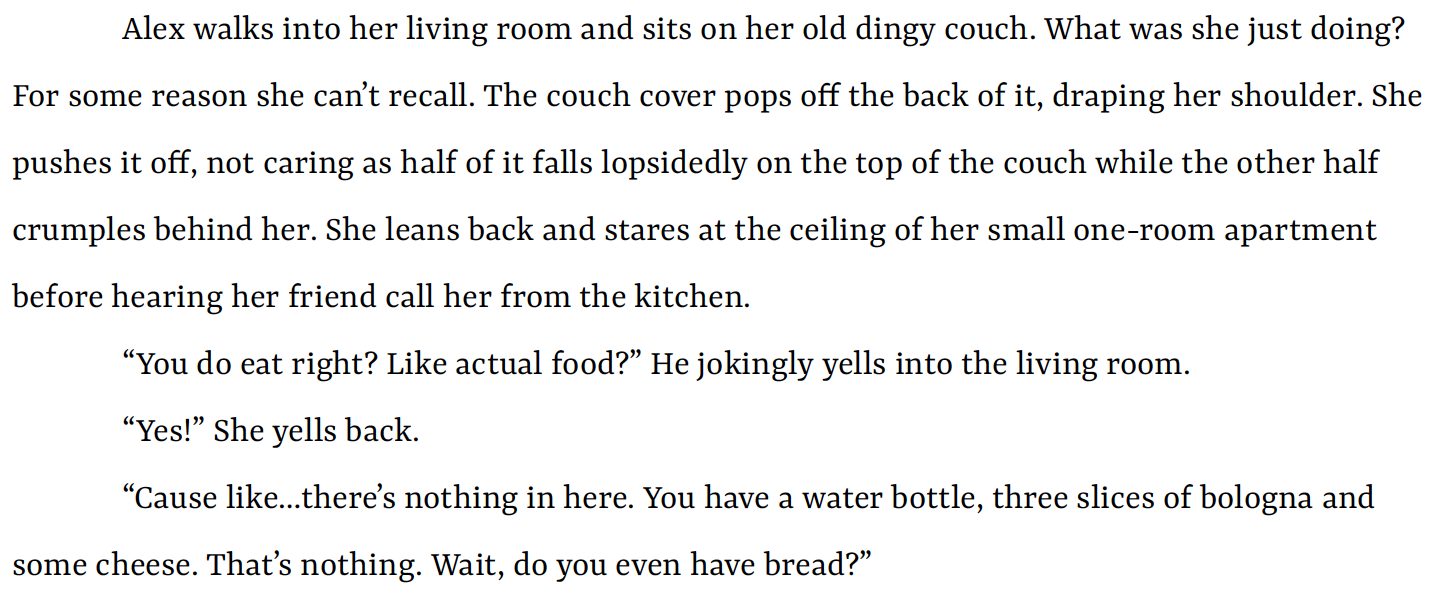 Alex walks into her living room and sits on her old dingy couch. What was she just doing?
For some reason she can’t recall. The couch cover pops off the back of it, draping her shoulder. She
pushes it off, not caring as half of it falls lopsidedly on the top of the couch while the other half
crumples behind her. She leans back and stares at the ceiling of her small one-room apartment
before hearing her friend call her from the kitchen.
“You do eat right? Like actual food?” He jokingly yells into the living room.
“Yes!” She yells back.
“Cause like...there’s nothing in here. You have a water bottle, three slices of bologna and
some cheese. That’s nothing. Wait, do you even have bread?”